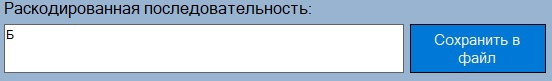 Раскодированная последовательность:
Б
Сохранить в
файл